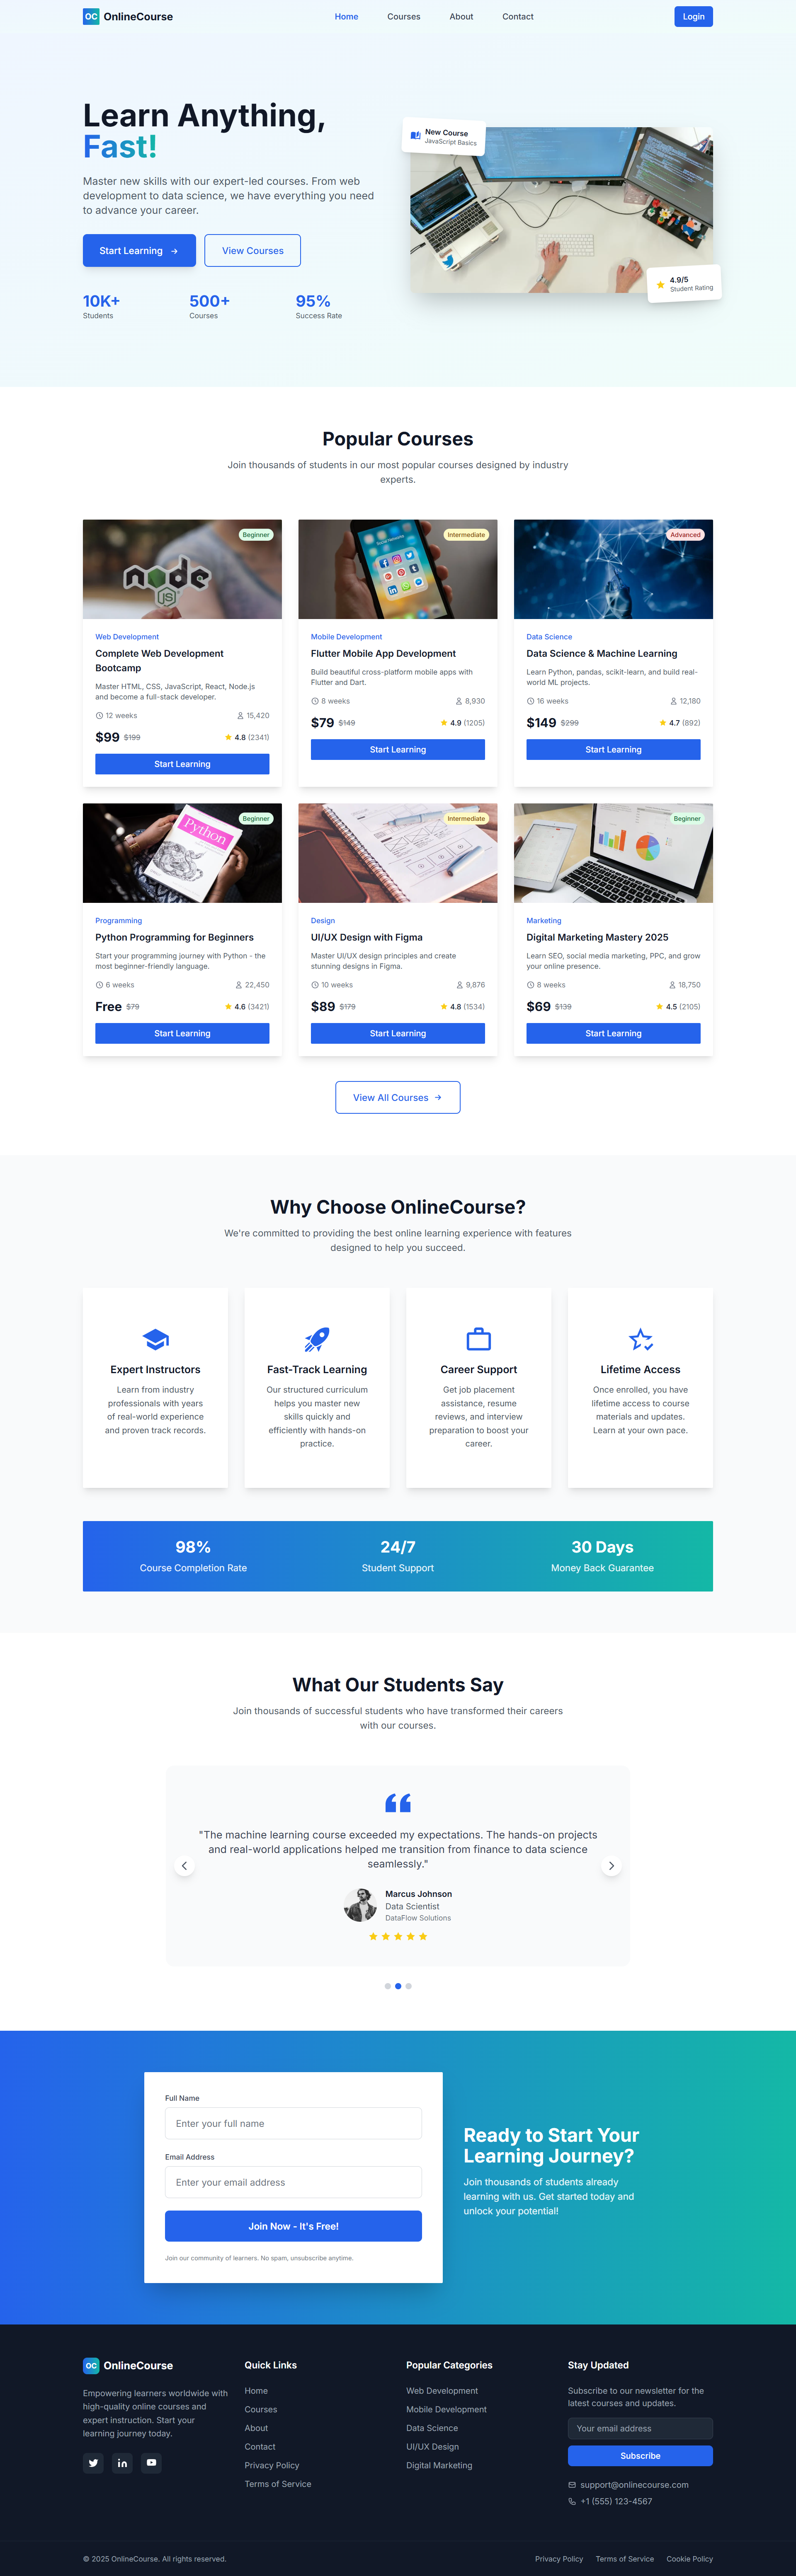 OC OnlineCourse
Home
Courses
About
Contact
Login
Learn Anything,
Fast!
Master new skills with our expert-led courses. From web
development to data science, we have everything you need
to advance your career.
Start Learning →
View Courses
10K+
Students
500+
Courses
95%
Success Rate
New Course
JavaScript Basics
4.9/5
Student Rating
Popular Courses
Join thousands of students in our most popular courses designed by industry
experts.
node
JS
Beginner
Web Development
Complete Web Development
Bootcamp
Master HTML, CSS, JavaScript, React, Node.js
and become a full-stack developer.
12 weeks
15,420
$99 $199
4.8 (2341)
Start Learning
Intermediate
Mobile Development
Flutter Mobile App Development
Build beautiful cross-platform mobile apps with
Flutter and Dart.
8 weeks
8,930
$79 $149
4.9 (1205)
Start Learning
Advanced
Data Science
Data Science & Machine Learning
Learn Python, pandas, scikit-learn, and build real-
world ML projects.
16 weeks
12,180
$149 $299
4.7 (892)
Start Learning
Python
Beginner
Programming
Python Programming for Beginners
Start your programming journey with Python - the
most beginner-friendly language.
6 weeks
22,450
Free $79
4.6 (3421)
Start Learning
Intermediate
Design
UI/UX Design with Figma
Master UI/UX design principles and create
stunning designs in Figma.
10 weeks
9,876
$89 $179
4.8 (1534)
Start Learning
Beginner
Marketing
Digital Marketing Mastery 2025
Learn SEO, social media marketing, PPC, and grow
your online presence.
8 weeks
18,750
$69 $139
4.5 (2105)
Start Learning
View All Courses →
Why Choose OnlineCourse?
We're committed to providing the best online learning experience with features
designed to help you succeed.
Expert Instructors
Learn from industry
professionals with years
of real-world experience
and proven track records.
Fast-Track Learning
Our structured curriculum
helps you master new
skills quickly and
efficiently with hands-on
practice.
Career Support
Get job placement
assistance, resume
reviews, and interview
preparation to boost your
career.
Lifetime Access
Once enrolled, you have
lifetime access to course
materials and updates.
Learn at your own pace.
98%
Course Completion Rate
24/7
Student Support
30 Days
Money Back Guarantee
What Our Students Say
Join thousands of successful students who have transformed their careers
with our courses.
"The machine learning course exceeded my expectations. The hands-on projects
and real-world applications helped me transition from finance to data science
seamlessly."
Marcus Johnson
Data Scientist
DataFlow Solutions
Full Name
Enter your full name
Email Address
Enter your email address
Join Now - It's Free!
Join our community of learners. No spam, unsubscribe anytime.
Ready to Start Your
Learning Journey?
Join thousands of students already
learning with us. Get started today and
unlock your potential!
OC OnlineCourse
Empowering learners worldwide with
high-quality online courses and
expert instruction. Start your
learning journey today.
Quick Links
Home
Courses
About
Contact
Privacy Policy
Terms of Service
Popular Categories
Web Development
Mobile Development
Data Science
UI/UX Design
Digital Marketing
Stay Updated
Subscribe to our newsletter for the
latest courses and updates.
Your email address
Subscribe
support@onlinecourse.com
+1 (555) 123-4567
© 2025 OnlineCourse. All rights reserved.
Privacy Policy
Terms of Service
Cookie Policy